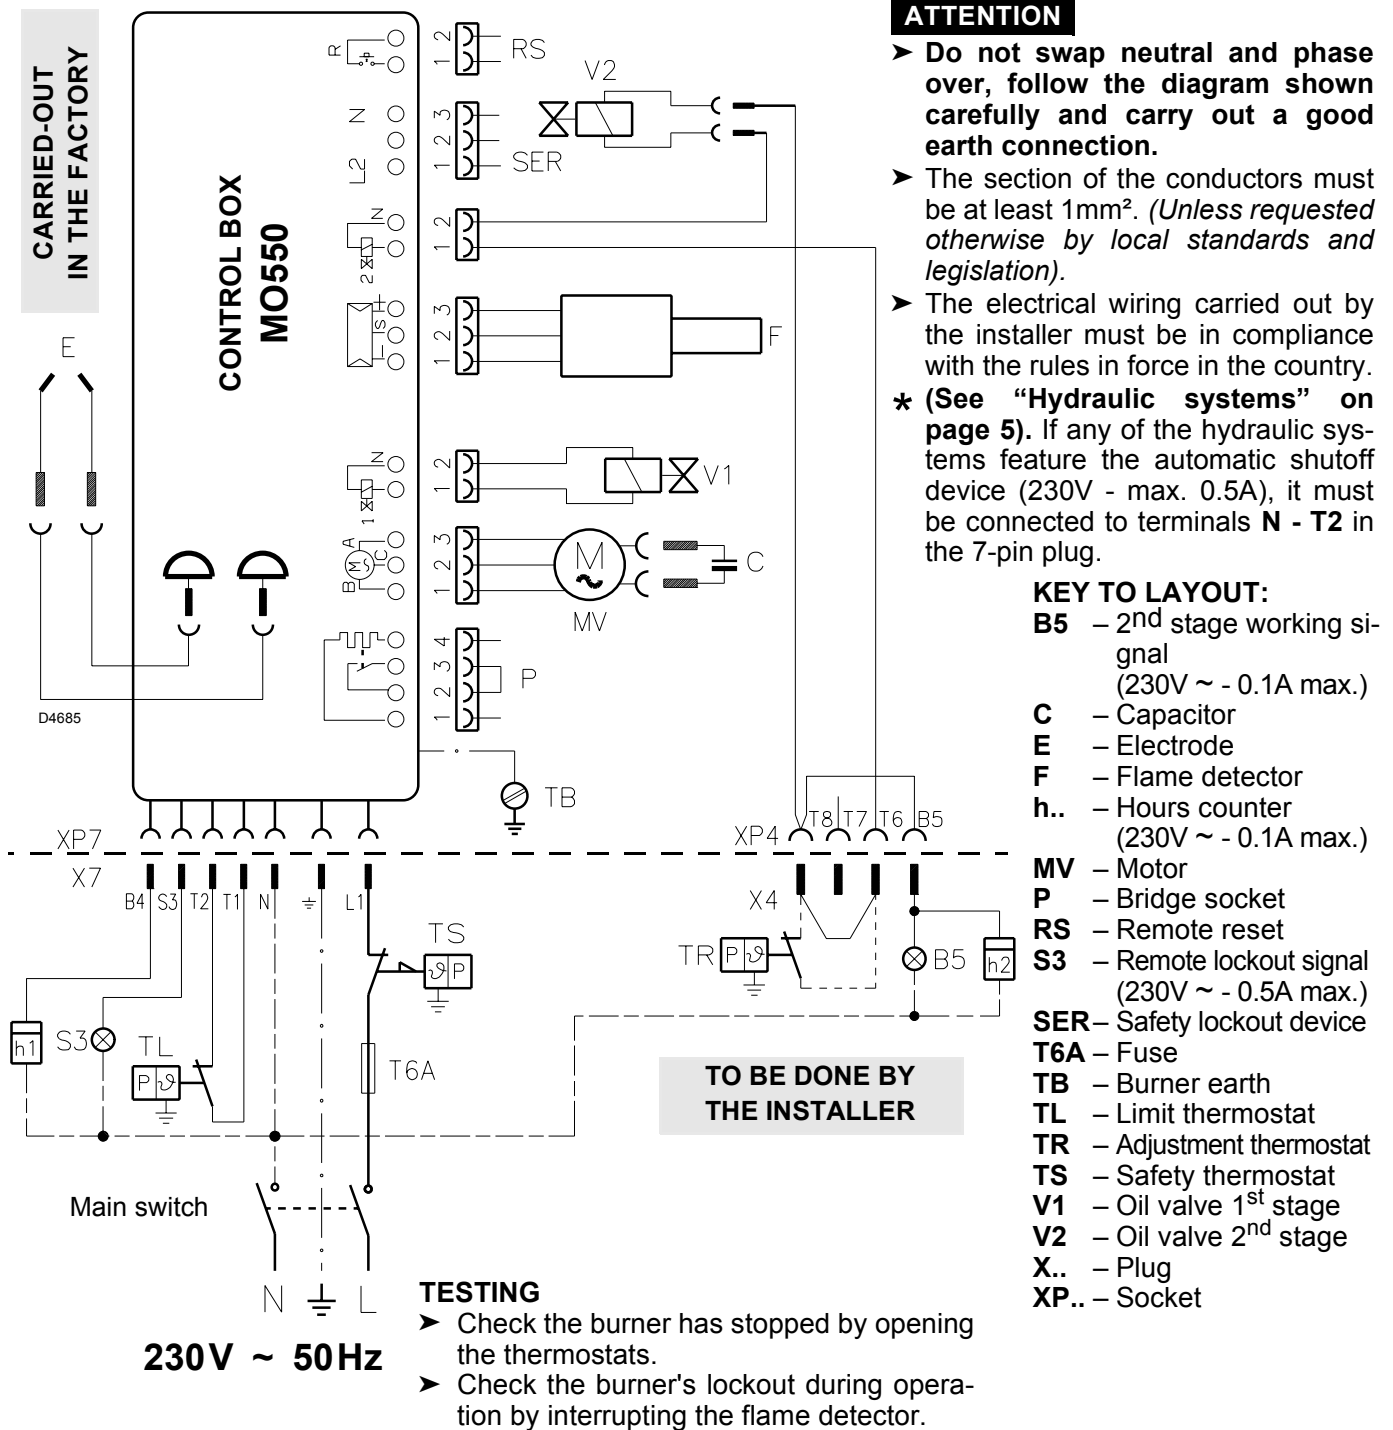 CARRIED-OUT
IN THE FACTORY
CONTROL BOX
MO550
R
2
1
RS
N
L2
3
2
1
SER
V2
N
2
2
1
+
S
–
3
2
1
F
E
N
1
2
1
V1
A
C
B
M
3
2
1
M
~
MV
C
4
3
2
1
P
D4685
TB
XP7
X7
B4 S3 T2 T1 N L1
XP4
T8 T7 T6 B5
X4
TS
P
TR P
B5
h2
h1
S3
TL
P
T6A
TO BE DONE BY
THE INSTALLER
Main switch
N L
230V ~ 50Hz
ATTENTION
➤ Do not swap neutral and phase
over, follow the diagram shown
carefully and carry out a good
earth connection.
➤ The section of the conductors must
be at least 1mm². (Unless requested
otherwise by local standards and
legislation).
➤ The electrical wiring carried out by
the installer must be in compliance
with the rules in force in the country.
* (See “Hydraulic systems” on
page 5). If any of the hydraulic sys-
tems feature the automatic shutoff
device (230V - max. 0.5A), it must
be connected to terminals N - T2 in
the 7-pin plug.
KEY TO LAYOUT:
B5 – 2nd stage working si-
gnal
(230V ~ - 0.1A max.)
C – Capacitor
E – Electrode
F – Flame detector
h.. – Hours counter
(230V ~ - 0.1A max.)
MV – Motor
P – Bridge socket
RS – Remote reset
S3 – Remote lockout signal
(230V ~ - 0.5A max.)
SER – Safety lockout device
T6A – Fuse
TB – Burner earth
TL – Limit thermostat
TR – Adjustment thermostat
TS – Safety thermostat
V1 – Oil valve 1st stage
V2 – Oil valve 2nd stage
X.. – Plug
XP.. – Socket
TESTING
➤ Check the burner has stopped by opening
the thermostats.
➤ Check the burner's lockout during opera-
tion by interrupting the flame detector.